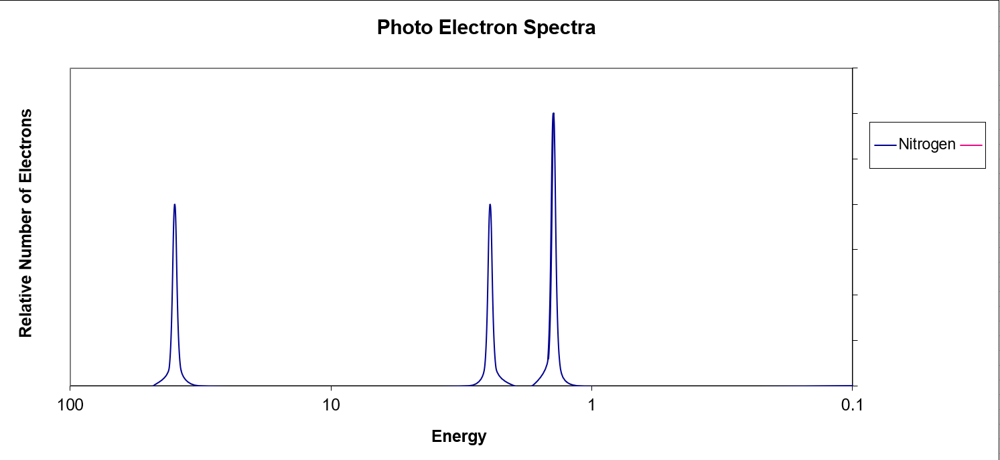 Photo Electron Spectra
Relative Number of Electrons
Nitrogen
100 10 1 0.1
Energy